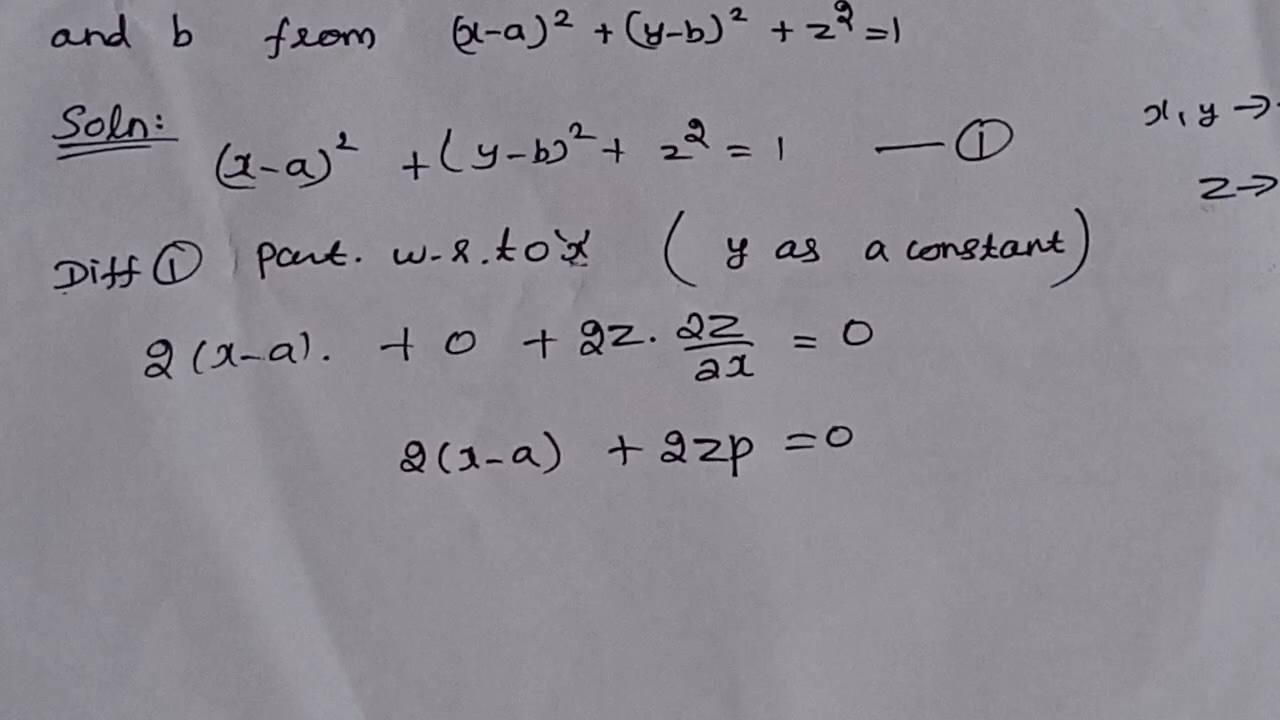 and b from (x-a)² + (y-b)² + z² = 1
Soln:
(x-a)² + (y-b)² + z² = 1 — ①
x, y →
z →
Diff ① part. w.r.to 'x' ( y as a constant)
2(x-a). + 0 + 2z. ∂z/∂x = 0
2(x-a) + 2zp = 0